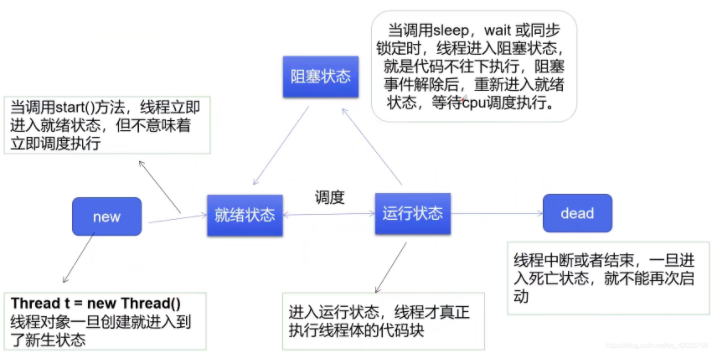 当调用sleep，wait 或同步
锁定时，线程进入阻塞状态，
就是代码不往下执行，阻塞
事件解除后，重新进入就绪
状态，等待cpu调度执行。
阻塞状态
当调用start()方法，线程立即
进入就绪状态，但不意味着
立即调度执行
new
就绪状态
调度
运行状态
dead
Thread t = new Thread()
线程对象一旦创建就进入到
了新生状态
进入运行状态，线程才真正
执行线程体的代码块
线程中断或者结束，一旦进
入死亡状态，就不能再次启
动